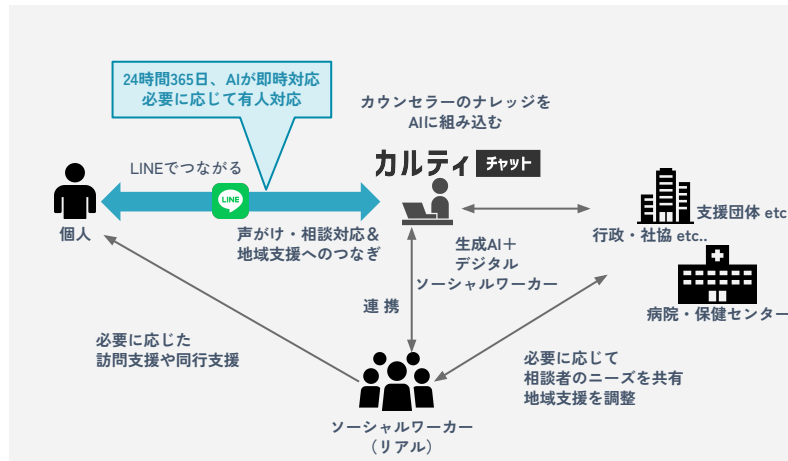 24時間365日、AIが即時対応
必要に応じて有人対応
カウンセラーのナレッジを
AIに組み込む
LINEでつながる
カルティ チャット
LINE
個人
声がけ・相談対応＆
地域支援へのつなぎ
生成AI＋
デジタル
ソーシャルワーカー
支援団体 etc
行政・社協 etc..
病院・保健センター
連 携
必要に応じた
訪問支援や同行支援
必要に応じて
相談者のニーズを共有
地域支援を調整
ソーシャルワーカー
（リアル）